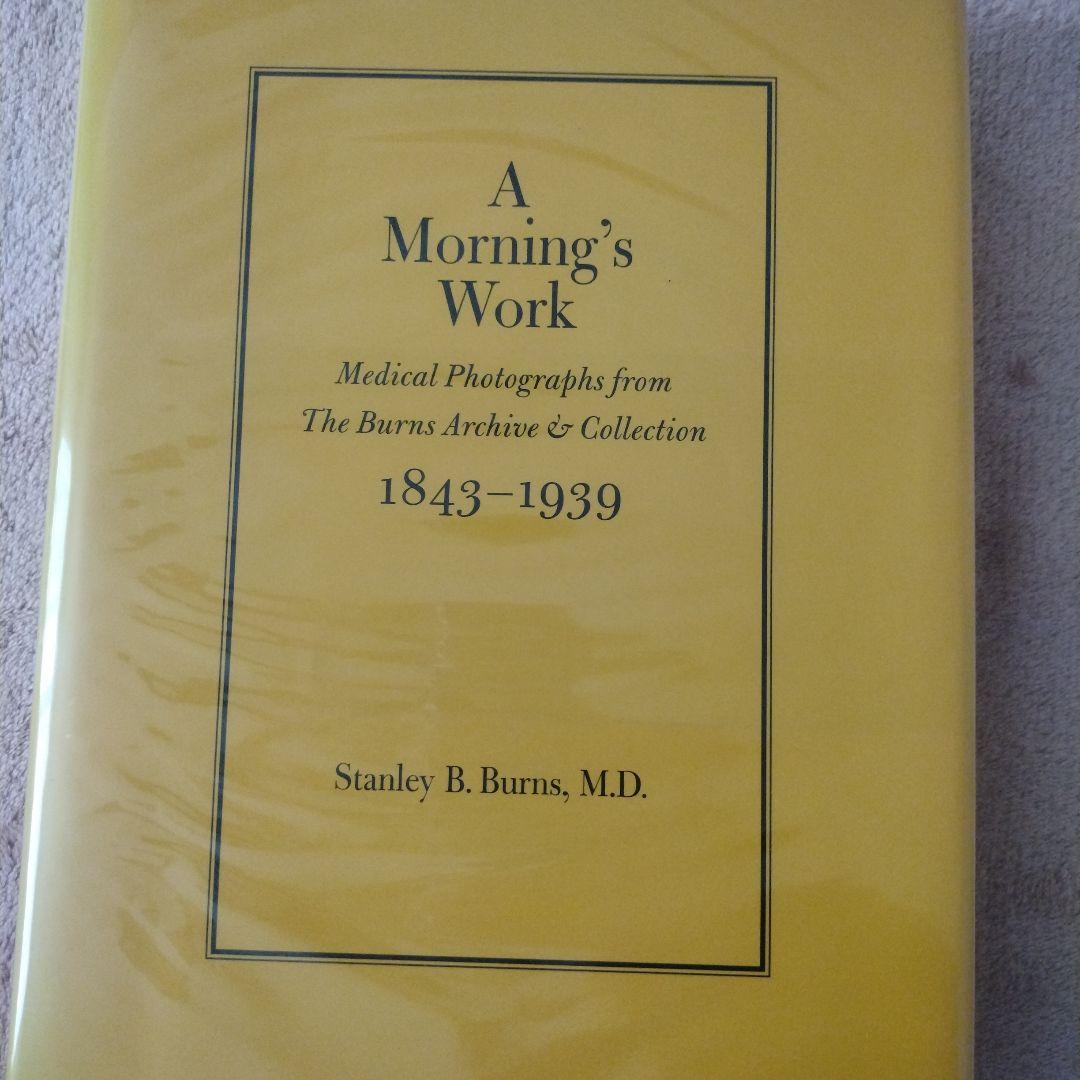 A
Morning’s
Work
Medical Photographs from
The Burns Archive & Collection
1843–1939
Stanley B. Burns, M.D.